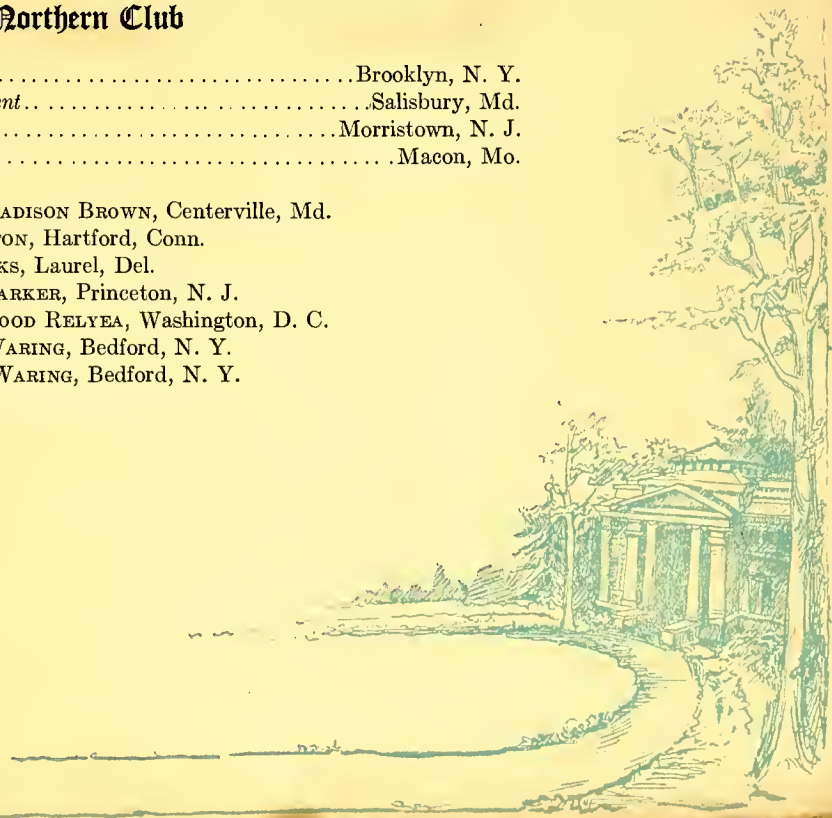 Northern Club
................................Brooklyn, N. Y.
nt................................Salisbury, Md.
................................Morristown, N. J.
................................Macon, Mo.
ADISON BROWN, Centerville, Md.
ON, Hartford, Conn.
KS, Laurel, Del.
ARKER, Princeton, N. J.
OOD RELYEA, Washington, D. C.
WARING, Bedford, N. Y.
WARING, Bedford, N. Y.